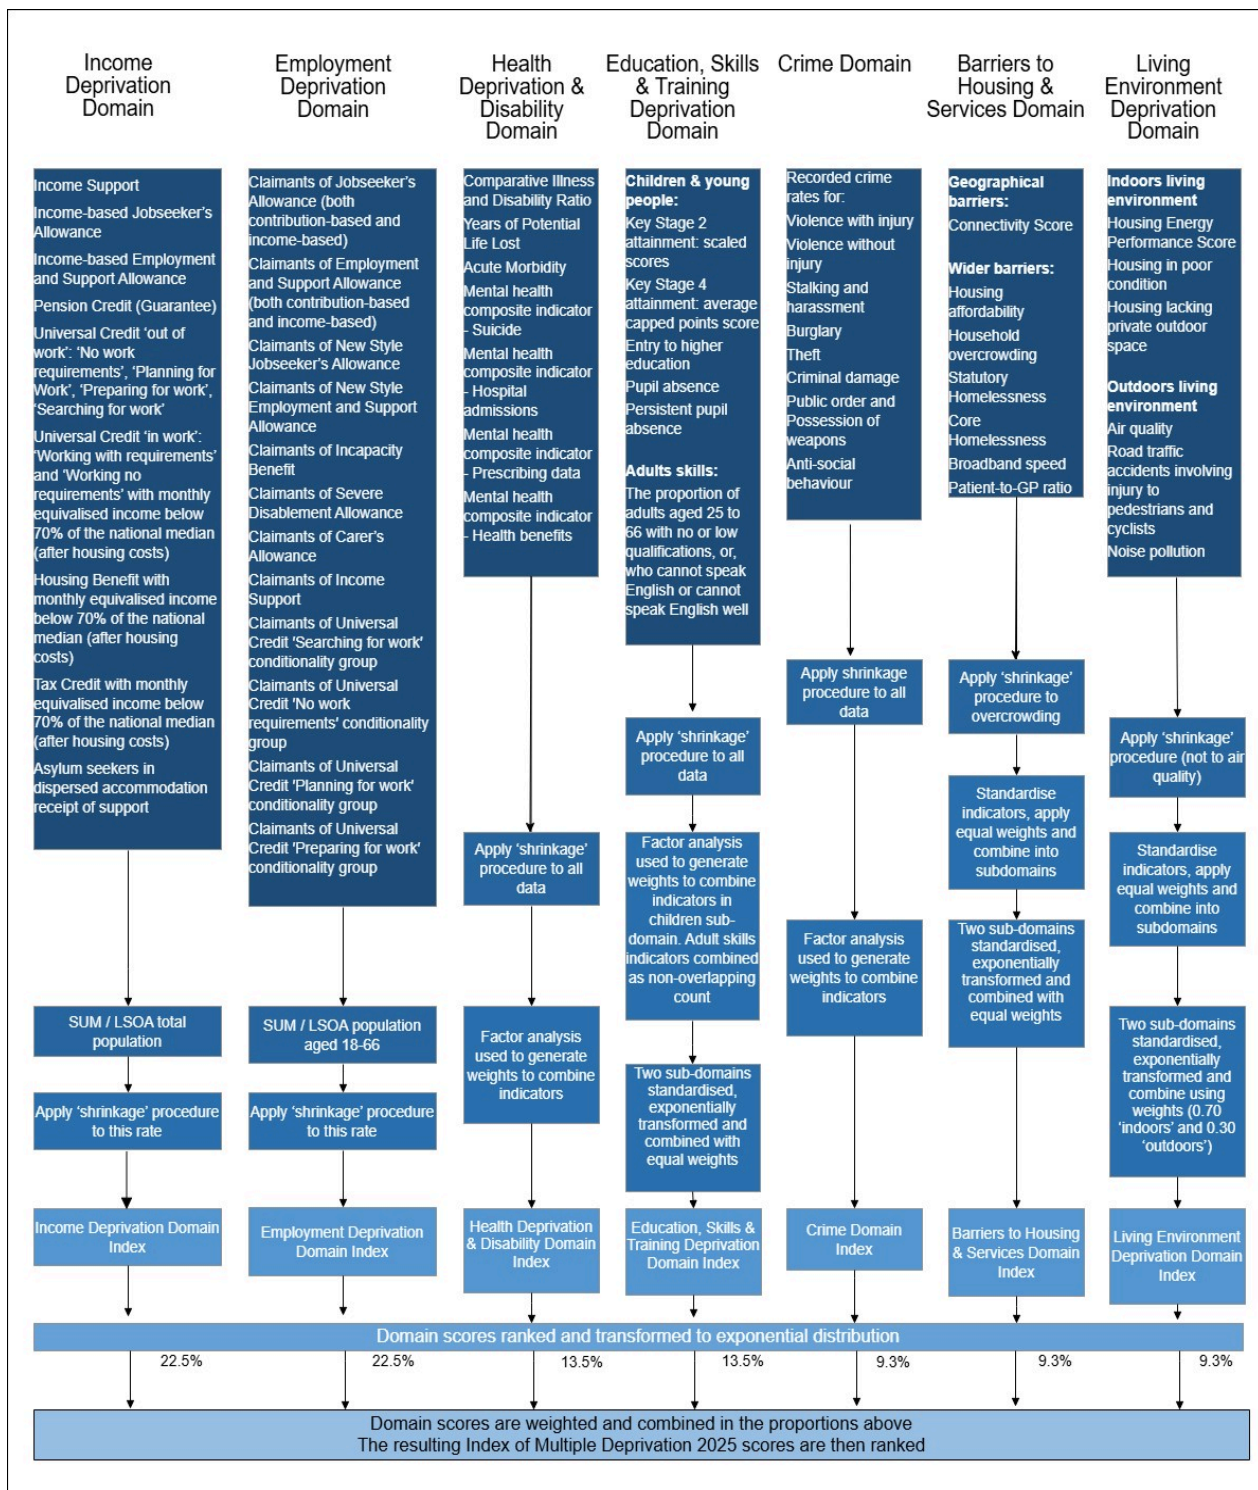 Income
Deprivation
Domain
Employment
Deprivation
Domain
Health
Deprivation &
Disability
Domain
Education, Skills
& Training
Deprivation
Domain
Crime Domain
Barriers to
Housing &
Services Domain
Living
Environment
Deprivation
Domain
Income Support
Income-based Jobseeker's
Allowance
Income-based Employment
and Support Allowance
Pension Credit (Guarantee)
Universal Credit 'out of
work': 'No work
requirements', 'Planning for
Work', 'Preparing for work',
'Searching for work'
Universal Credit 'in work':
'Working with requirements'
and 'Working no
requirements' with monthly
equivalised income below
70% of the national median
(after housing costs)
Housing Benefit with
monthly equivalised income
below 70% of the national
median (after housing
costs)
Tax Credit with monthly
equivalised income below
70% of the national median
(after housing costs)
Asylum seekers in
dispersed accommodation
receipt of support
SUM / LSOA total
population
Apply 'shrinkage' procedure
to this rate
Income Deprivation Domain
Index
Claimants of Jobseeker's
Allowance (both
contribution-based and
income-based)
Claimants of Employment
and Support Allowance
(both contribution-based
and income-based)
Claimants of New Style
Jobseeker's Allowance
Claimants of New Style
Employment and Support
Allowance
Claimants of Incapacity
Benefit
Claimants of Severe
Disablement Allowance
Claimants of Carer's
Allowance
Claimants of Income
Support
Claimants of Universal
Credit 'Searching for work'
conditionality group
Claimants of Universal
Credit 'No work
requirements' conditionality
group
Claimants of Universal
Credit 'Planning for work'
conditionality group
Claimants of Universal
Credit 'Preparing for work'
conditionality group
SUM / LSOA population
aged 18-66
Apply 'shrinkage' procedure
to this rate
Employment Deprivation
Domain Index
Comparative Illness
and Disability Ratio
Years of Potential
Life Lost
Acute Morbidity
Mental health
composite indicator
- Suicide
Mental health
composite indicator
- Hospital
admissions
Mental health
composite indicator
- Prescribing data
Mental health
composite indicator
- Health benefits
Apply 'shrinkage'
procedure to all
data
Factor analysis
used to generate
weights to combine
indicators
Health Deprivation
& Disability Domain
Index
Children & young
people:
Key Stage 2
attainment: scaled
scores
Key Stage 4
attainment: average
capped points score
Entry to higher
education
Pupil absence
Persistent pupil
absence
Adults skills:
The proportion of
adults aged 25 to
66 with no or low
qualifications, or,
who cannot speak
English or cannot
speak English well
Apply 'shrinkage'
procedure to all
data
Factor analysis
used to generate
weights to combine
indicators in
children sub-
domain. Adult skills
indicators combined
as non-overlapping
count
Two sub-domains
standardised,
exponentially
transformed and
combined with
equal weights
Education, Skills &
Training Deprivation
Domain Index
Recorded crime
rates for:
Violence with injury
Violence without
injury
Stalking and
harassment
Burglary
Theft
Criminal damage
Public order and
Possession of
weapons
Anti-social
behaviour
Apply shrinkage
procedure to all
data
Factor analysis
used to generate
weights to combine
indicators
Crime Domain
Index
Geographical
barriers:
Connectivity Score
Wider barriers:
Housing
affordability
Household
overcrowding
Statutory
Homelessness
Core
Homelessness
Broadband speed
Patient-to-GP ratio
Apply 'shrinkage'
procedure to
overcrowding
Standardise
indicators, apply
equal weights and
combine into
subdomains
Two sub-domains
standardised,
exponentially
transformed and
combined with
equal weights
Barriers to Housing
& Services Domain
Index
Indoors living
environment
Housing Energy
Performance Score
Housing in poor
condition
Housing lacking
private outdoor
space
Outdoors living
environment
Air quality
Road traffic
accidents involving
injury to
pedestrians and
cyclists
Noise pollution
Apply 'shrinkage'
procedure (not to air
quality)
Standardise
indicators, apply
equal weights and
combine into
subdomains
Two sub-domains
standardised,
exponentially
transformed and
combine using
weights (0.70
'indoors' and 0.30
'outdoors')
Living Environment
Deprivation Domain
Index
Domain scores ranked and transformed to exponential distribution
22.5%
22.5%
13.5%
13.5%
9.3%
9.3%
9.3%
Domain scores are weighted and combined in the proportions above
The resulting Index of Multiple Deprivation 2025 scores are then ranked